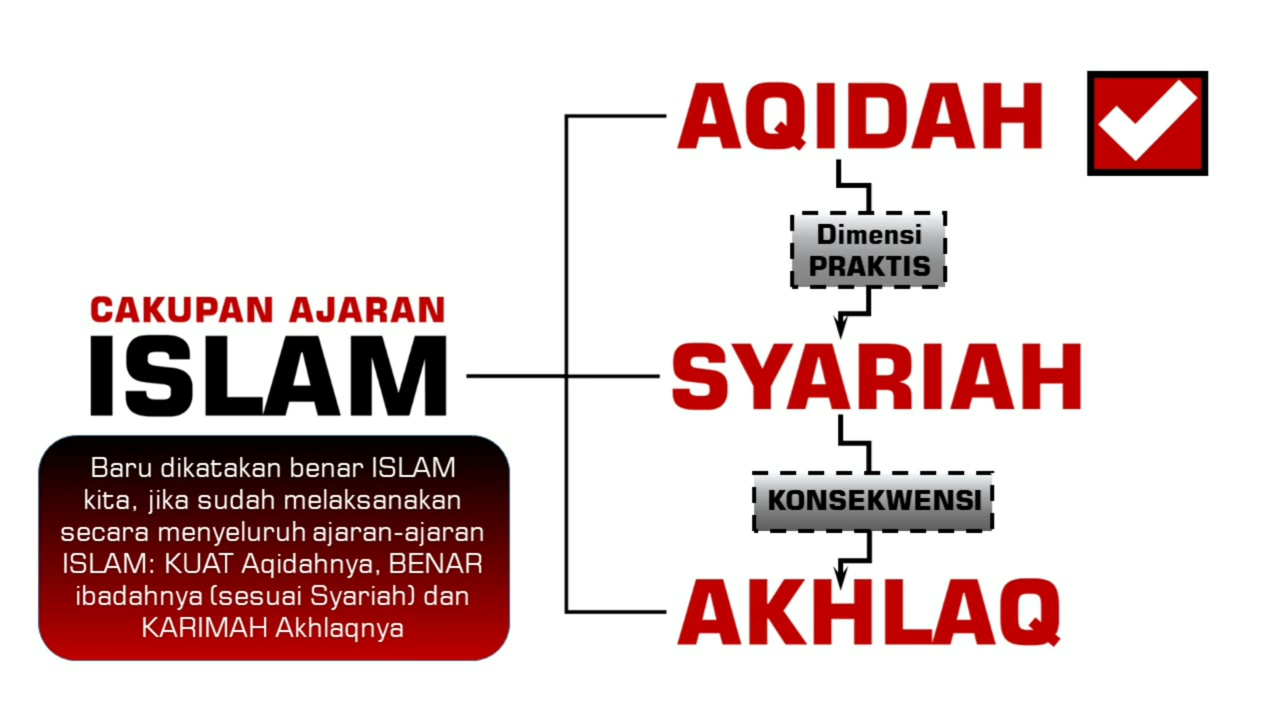 CAKUPAN AJARAN
ISLAM
Baru dikatakan benar ISLAM
kita, jika sudah melaksanakan
secara menyeluruh ajaran-ajaran
ISLAM: KUAT Aqidahnya, BENAR
ibadahnya (sesuai Syariah) dan
KARIMAH Akhlaqnya
AQIDAH
Dimensi
PRAKTIS
SYARIAH
KONSEKWENSI
AKHLAQ